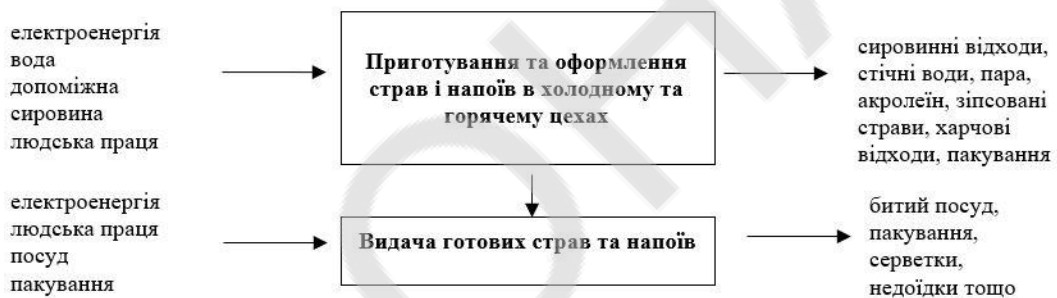 електроенергія
вода
допоміжна
сировина
людська праця
Приготування та оформлення
страв і напоїв в холодному та
горячему цехах
сировинні відходи,
стічні води, пара,
акролеїн, зіпсовані
страви, харчові
відходи, пакування
електроенергія
людська праця
посуд
пакування
Видача готових страв та напоїв
битий посуд,
пакування,
серветки,
недоїдки тощо